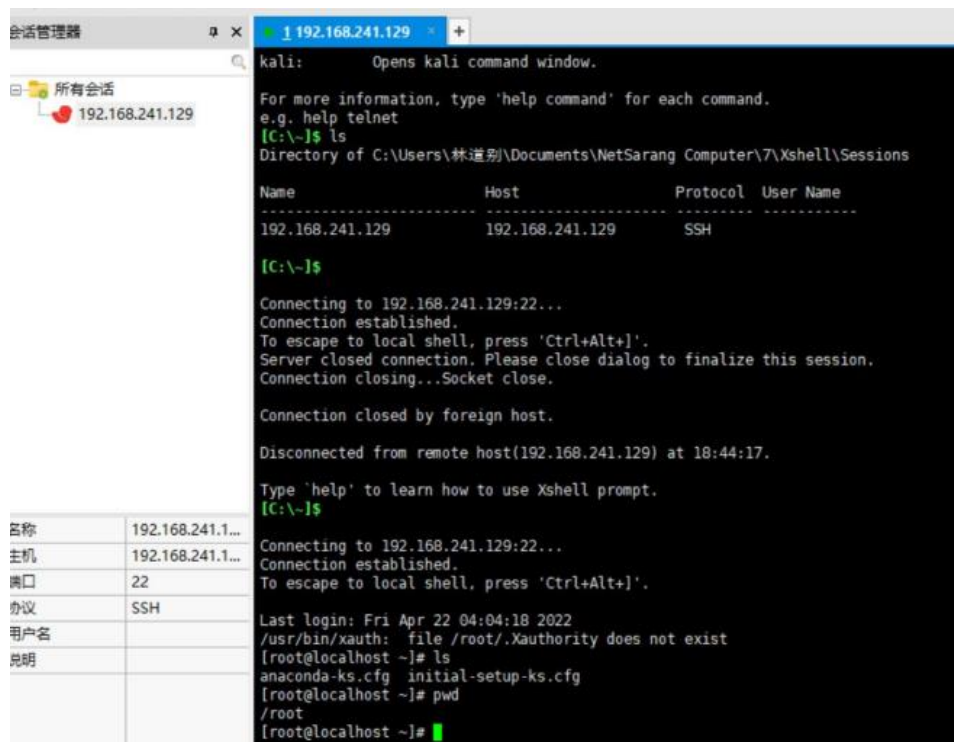 会话管理器
1 192.168.241.129
所有会话
192.168.241.129
kali: Opens kali command window.
For more information, type 'help command' for each command.
e.g. help telnet
[C:\~]$ ls
Directory of C:\Users\林道别\Documents\NetSarang Computer\7\Xshell\Sessions
Name Host Protocol User Name
------------------------- ---------------------- --------- -----------
192.168.241.129 192.168.241.129 SSH
[C:\~]$
Connecting to 192.168.241.129:22...
Connection established.
To escape to local shell, press 'Ctrl+Alt+]'.
Server closed connection. Please close dialog to finalize this session.
Connection closing...Socket close.
Connection closed by foreign host.
Disconnected from remote host(192.168.241.129) at 18:44:17.
Type `help' to learn how to use Xshell prompt.
[C:\~]$
Connecting to 192.168.241.129:22...
Connection established.
To escape to local shell, press 'Ctrl+Alt+]'.
Last login: Fri Apr 22 04:04:18 2022
/usr/bin/xauth: file /root/.Xauthority does not exist
[root@localhost ~]# ls
anaconda-ks.cfg initial-setup-ks.cfg
[root@localhost ~]# pwd
/root
[root@localhost ~]#
名称 192.168.241.1...
主机 192.168.241.1...
端口 22
协议 SSH
用户名
说明